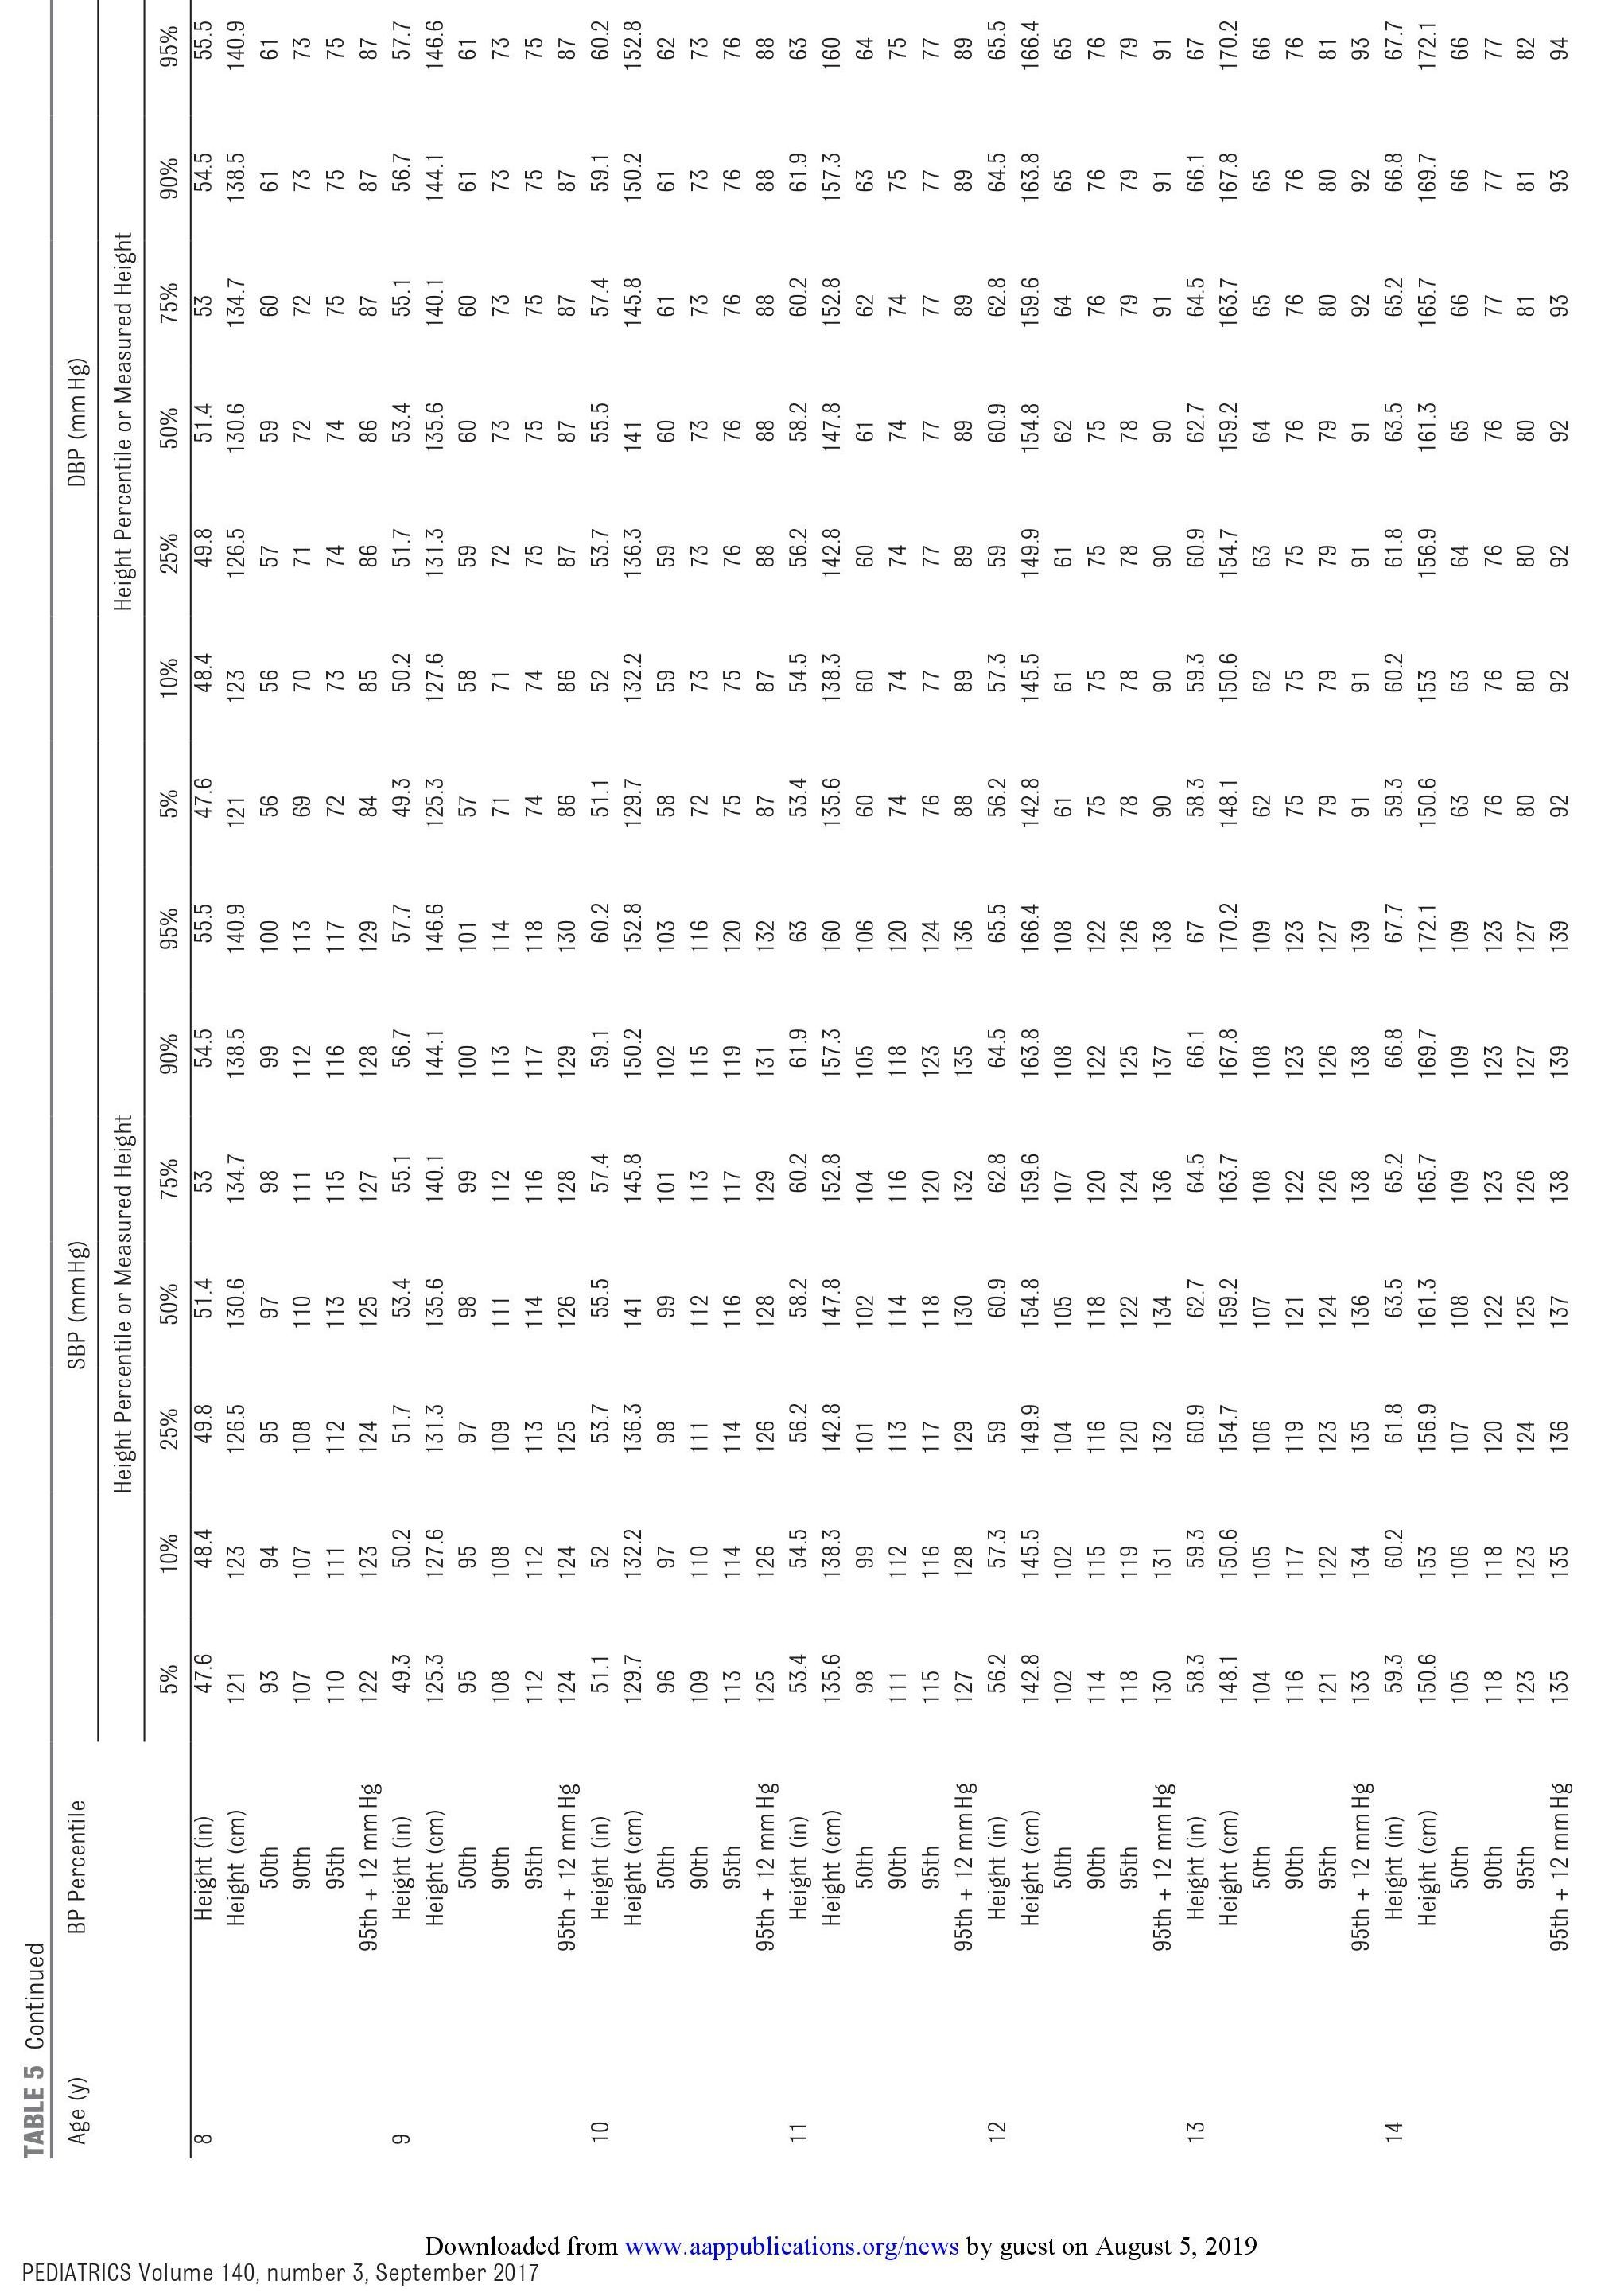 TABLE 5 Continued
Age (y) BP Percentile SBP (mm Hg) DBP (mm Hg)
Height Percentile or Measured Height Height Percentile or Measured Height
5% 10% 25% 50% 75% 90% 95% 5% 10% 25% 50% 75% 90% 95%
8 Height (in) 47.6 48.4 49.8 51.4 53 54.5 55.5 47.6 48.4 49.8 51.4 53 54.5 55.5
Height (cm) 121 123 126.5 130.6 134.7 138.5 140.9 121 123 126.5 130.6 134.7 138.5 140.9
50th 93 94 95 97 98 99 100 56 56 57 59 60 61 61
90th 107 107 108 110 111 112 113 69 70 71 72 72 73 73
95th 110 111 112 113 115 116 117 72 73 74 74 75 75 75
95th + 12 mm Hg 122 123 124 125 127 128 129 84 85 86 86 87 87 87
9 Height (in) 49.3 50.2 51.7 53.4 55.1 56.7 57.7 49.3 50.2 51.7 53.4 55.1 56.7 57.7
Height (cm) 125.3 127.6 131.3 135.6 140.1 144.1 146.6 125.3 127.6 131.3 135.6 140.1 144.1 146.6
50th 95 95 97 98 99 100 101 57 58 59 60 60 61 61
90th 108 108 109 111 112 113 114 71 71 72 73 73 73 73
95th 112 112 113 114 116 117 118 74 74 75 75 75 75 75
95th + 12 mm Hg 124 124 125 126 128 129 130 86 86 87 87 87 87 87
10 Height (in) 51.1 52 53.7 55.5 57.4 59.1 60.2 51.1 52 53.7 55.5 57.4 59.1 60.2
Height (cm) 129.7 132.2 136.3 141 145.8 150.2 152.8 129.7 132.2 136.3 141 145.8 150.2 152.8
50th 96 97 98 99 101 102 103 58 59 59 60 61 61 62
90th 109 110 111 112 113 115 116 72 73 73 73 73 73 73
95th 113 114 114 116 117 119 120 75 75 76 76 76 76 76
95th + 12 mm Hg 125 126 126 128 129 131 132 87 87 88 88 88 88 88
11 Height (in) 53.4 54.5 56.2 58.2 60.2 61.9 63 53.4 54.5 56.2 58.2 60.2 61.9 63
Height (cm) 135.6 138.3 142.8 147.8 152.8 157.3 160 135.6 138.3 142.8 147.8 152.8 157.3 160
50th 98 99 101 102 104 105 106 60 60 60 61 62 63 64
90th 111 112 113 114 116 118 120 74 74 74 74 74 75 75
95th 115 116 117 118 120 123 124 76 77 77 77 77 77 77
95th + 12 mm Hg 127 128 129 130 132 135 136 88 89 89 89 89 89 89
12 Height (in) 56.2 57.3 59 60.9 62.8 64.5 65.5 56.2 57.3 59 60.9 62.8 64.5 65.5
Height (cm) 142.8 145.5 149.9 154.8 159.6 163.8 166.4 142.8 145.5 149.9 154.8 159.6 163.8 166.4
50th 102 102 104 105 107 108 108 61 61 61 62 64 65 65
90th 114 115 116 118 120 122 122 75 75 75 75 76 76 76
95th 118 119 120 122 124 125 126 78 78 78 78 79 79 79
95th + 12 mm Hg 130 131 132 134 136 137 138 90 90 90 90 91 91 91
13 Height (in) 58.3 59.3 60.9 62.7 64.5 66.1 67 58.3 59.3 60.9 62.7 64.5 66.1 67
Height (cm) 148.1 150.6 154.7 159.2 163.7 167.8 170.2 148.1 150.6 154.7 159.2 163.7 167.8 170.2
50th 104 105 106 107 108 108 109 62 62 63 64 65 65 66
90th 116 117 119 121 122 123 123 75 75 75 76 76 76 76
95th 121 122 123 124 126 126 127 79 79 79 79 80 80 81
95th + 12 mm Hg 133 134 135 136 138 138 139 91 91 91 91 92 92 93
14 Height (in) 59.3 60.2 61.8 63.5 65.2 66.8 67.7 59.3 60.2 61.8 63.5 65.2 66.8 67.7
Height (cm) 150.6 153 156.9 161.3 165.7 169.7 172.1 150.6 153 156.9 161.3 165.7 169.7 172.1
50th 105 106 107 108 109 109 109 63 63 64 65 66 66 66
90th 118 118 120 122 123 123 123 76 76 76 76 77 77 77
95th 123 123 124 125 126 127 127 80 80 80 80 81 81 82
95th + 12 mm Hg 135 135 136 137 138 139 139 92 92 92 92 93 93 94
Downloaded from www.aappublications.org/news by guest on August 5, 2019
PEDIATRICS Volume 140, number 3, September 2017